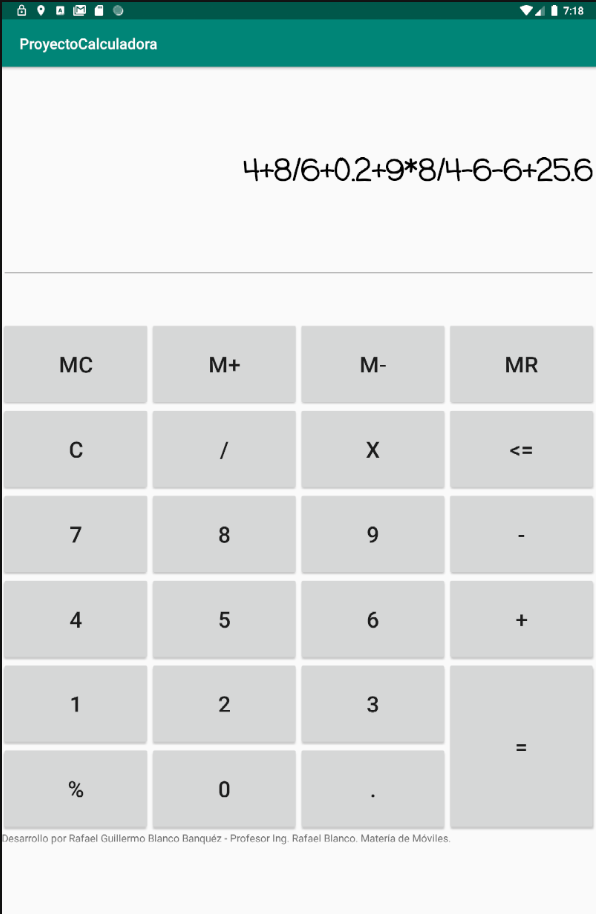 7:18
ProyectoCalculadora
4+8/6+0.2+9*8/4-6-6+25.6
MC M+ M- MR
C / X <=
7 8 9 -
4 5 6 +
1 2 3
=
% 0 .
Desarrollo por Rafael Guillermo Blanco Banquéz - Profesor Ing. Rafael Blanco. Materia de Móviles.